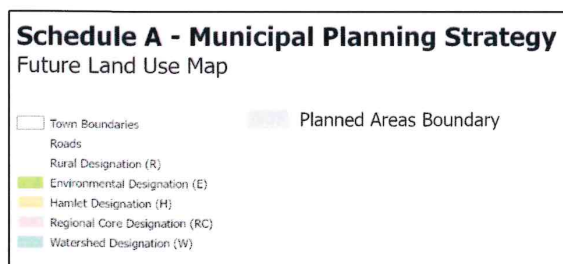 Schedule A - Municipal Planning Strategy
Future Land Use Map
Town Boundaries
Roads
Rural Designation (R)
Environmental Designation (E)
Hamlet Designation (H)
Regional Core Designation (RC)
Watershed Designation (W)
Planned Areas Boundary